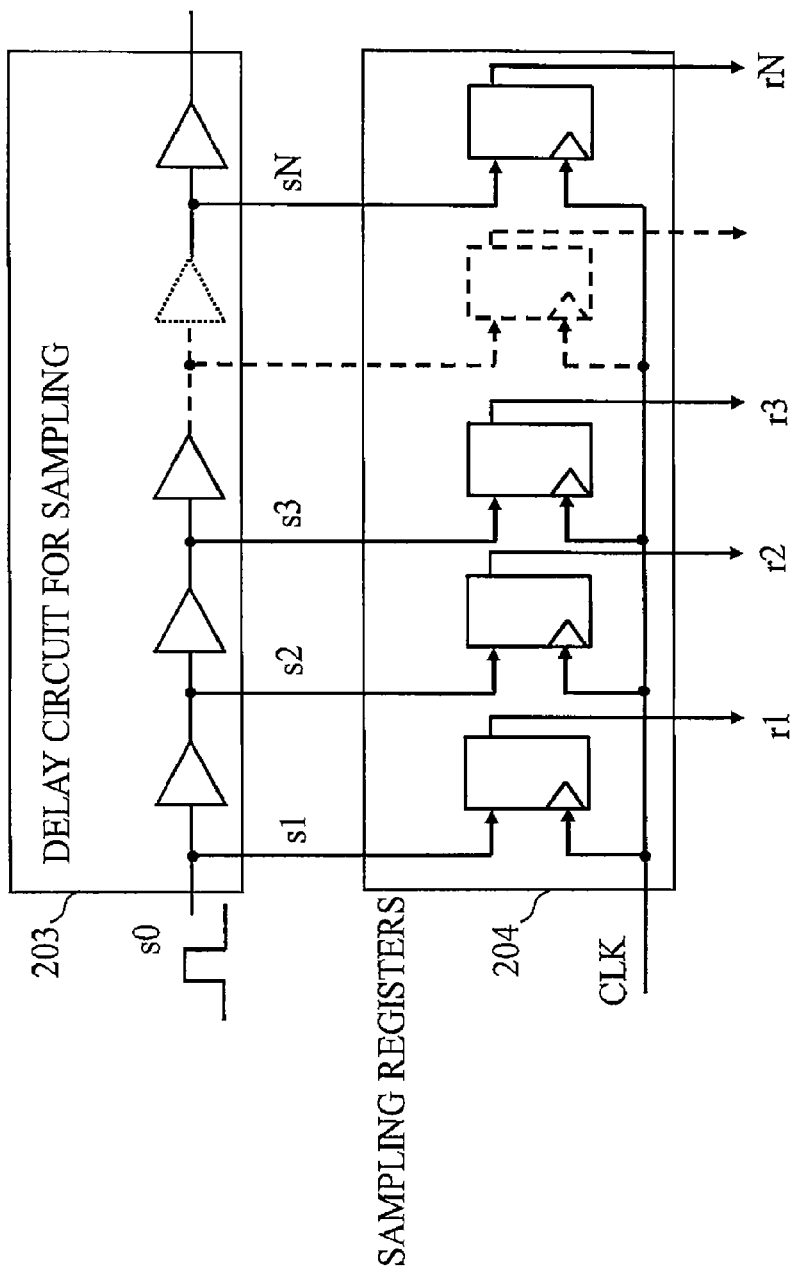 DELAY CIRCUIT FOR SAMPLING
203
s0
s1
s2
s3
sN
SAMPLING REGISTERS
204
CLK
r1
r2
r3
rN